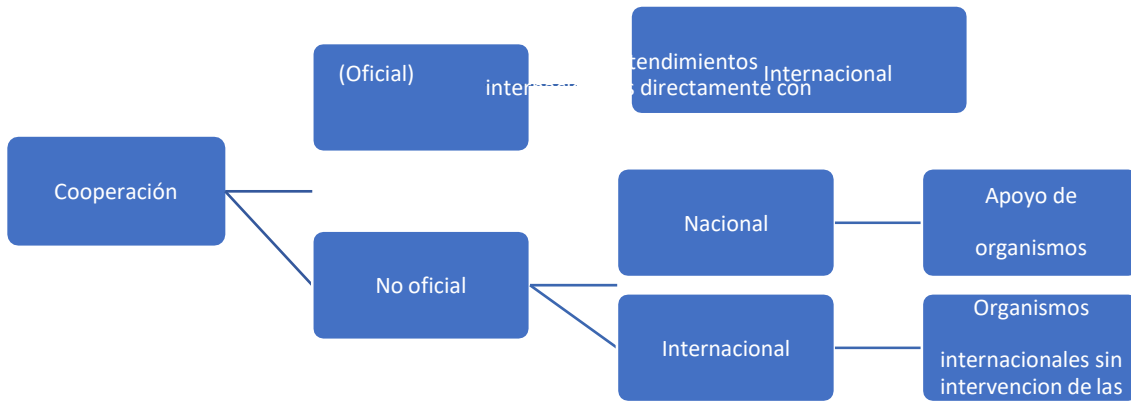 (Oficial)
tendimientos
Internacional
directamente con
Cooperación
Nacional
Apoyo de
organismos
No oficial
Internacional
Organismos
internacionales sin
intervencion de las